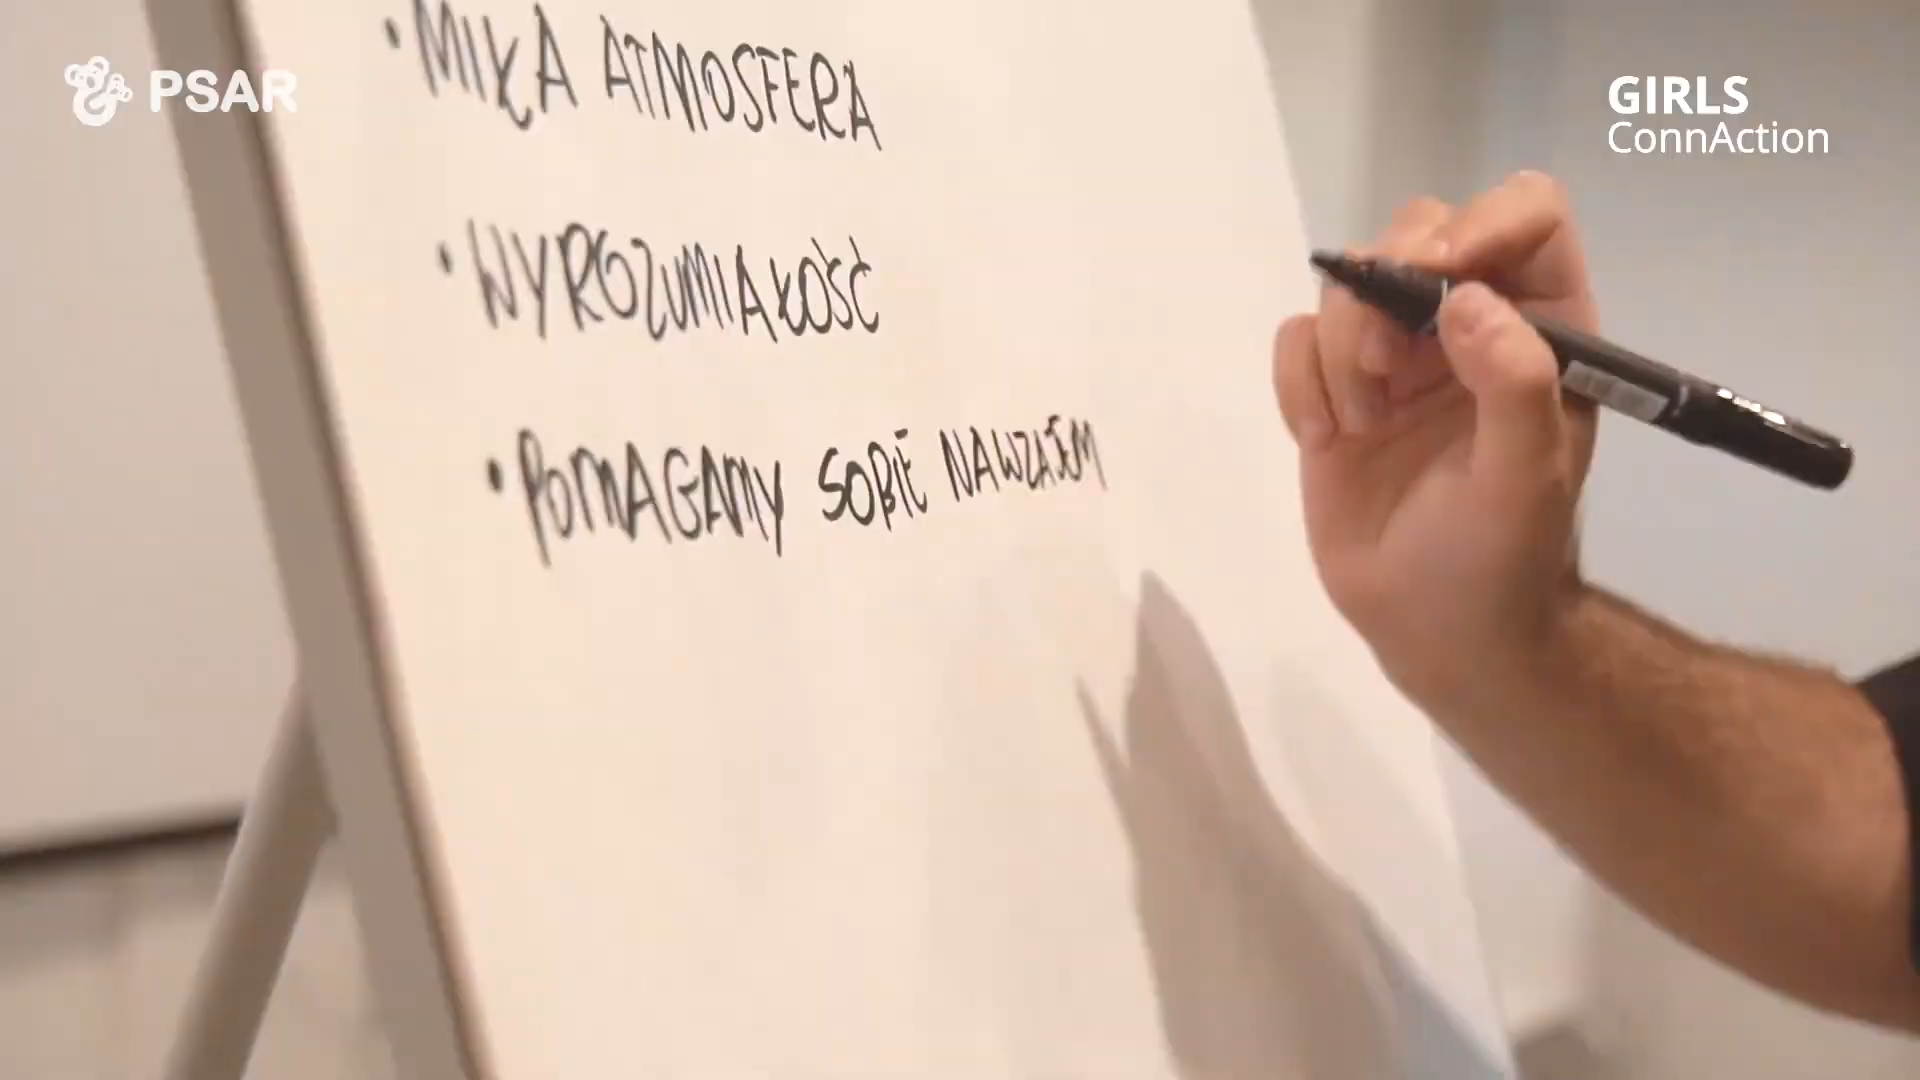 PSAR
GIRLS
ConnAction
• MIŁA ATMOSFERA
• WYROZUMIAŁOŚĆ
• POMAGAMY SOBIE NAWZAJEM